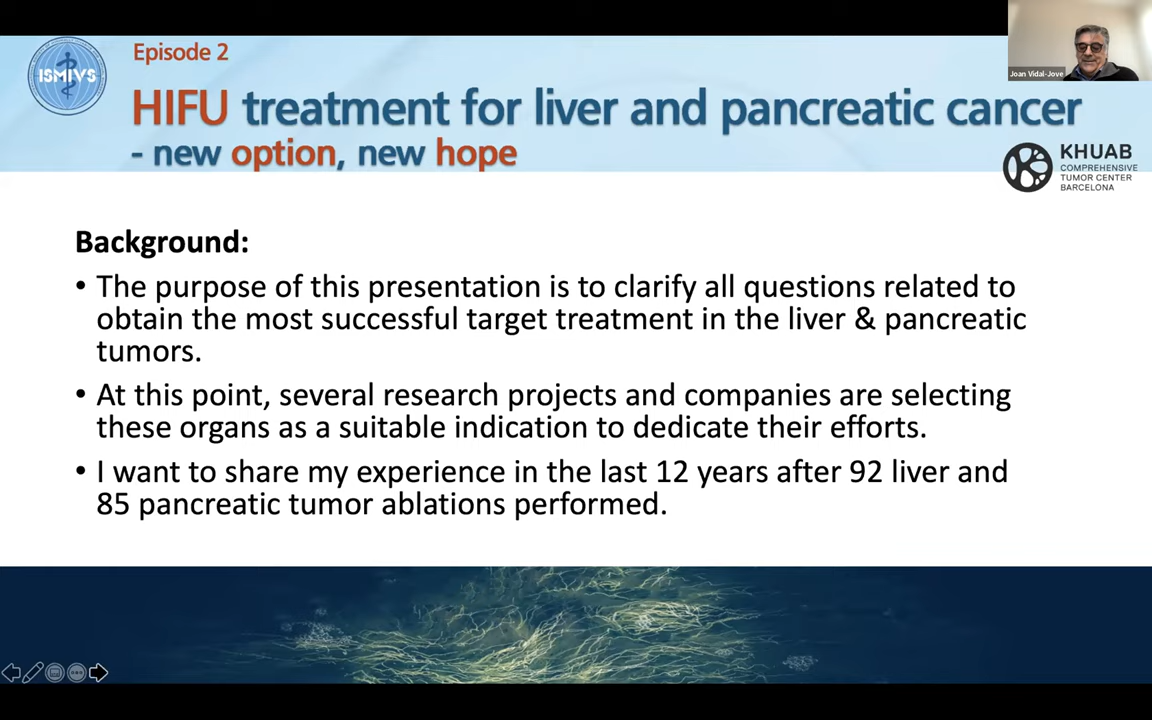 ISMIVS
Episode 2
HIFU treatment for liver and pancreatic cancer
- new option, new hope
Joan Vidal-Jove
KHUAB
COMPREHENSIVE
TUMOR CENTER
BARCELONA
Background:
• The purpose of this presentation is to clarify all questions related to
obtain the most successful target treatment in the liver & pancreatic
tumors.
• At this point, several research projects and companies are selecting
these organs as a suitable indication to dedicate their efforts.
• I want to share my experience in the last 12 years after 92 liver and
85 pancreatic tumor ablations performed.